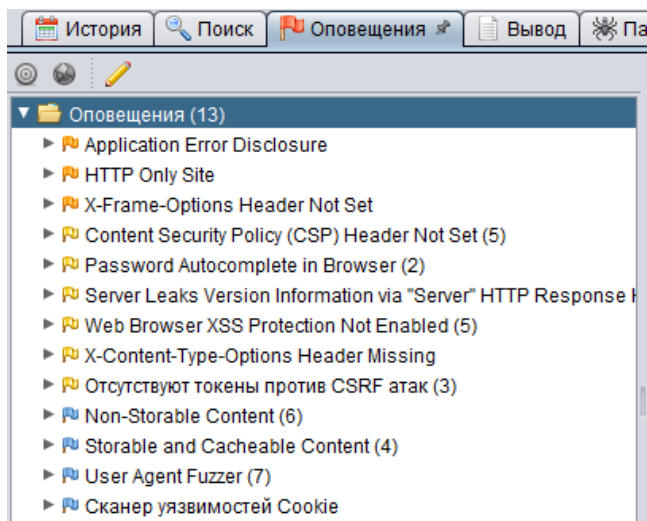 История Поиск Оповещения Вывод Па
Оповещения (13)
Application Error Disclosure
HTTP Only Site
X-Frame-Options Header Not Set
Content Security Policy (CSP) Header Not Set (5)
Password Autocomplete in Browser (2)
Server Leaks Version Information via "Server" HTTP Response H
Web Browser XSS Protection Not Enabled (5)
X-Content-Type-Options Header Missing
Отсутствуют токены против CSRF атак (3)
Non-Storable Content (6)
Storable and Cacheable Content (4)
User Agent Fuzzer (7)
Сканер уязвимостей Cookie